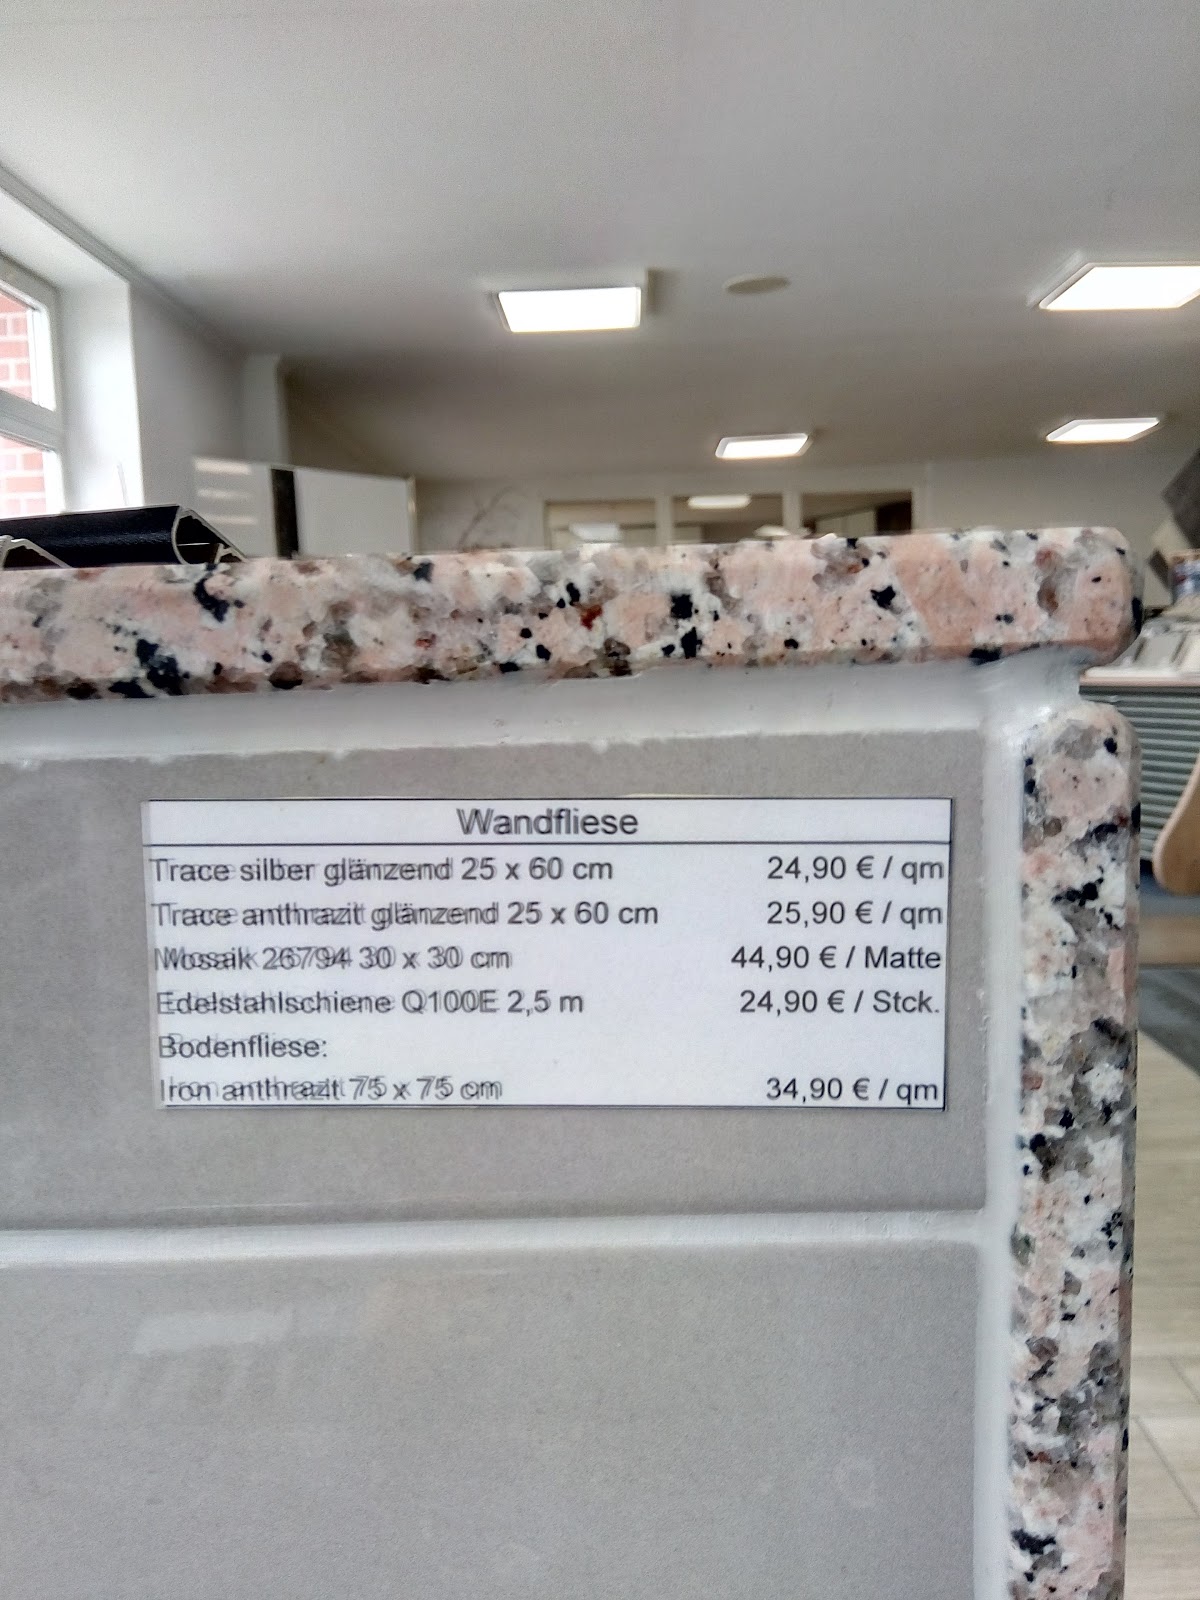 Wandfliese
Trace silber glänzend 25 x 60 cm 24,90 € / qm
Trace anthrazit glänzend 25 x 60 cm 25,90 € / qm
Mosaik 26794 30 x 30 cm 44,90 € / Matte
Edelstahlschiene Q100E 2,5 m 24,90 € / Stck.
Bodenfliese:
Iron anthrazit 75 x 75 cm 34,90 € / qm